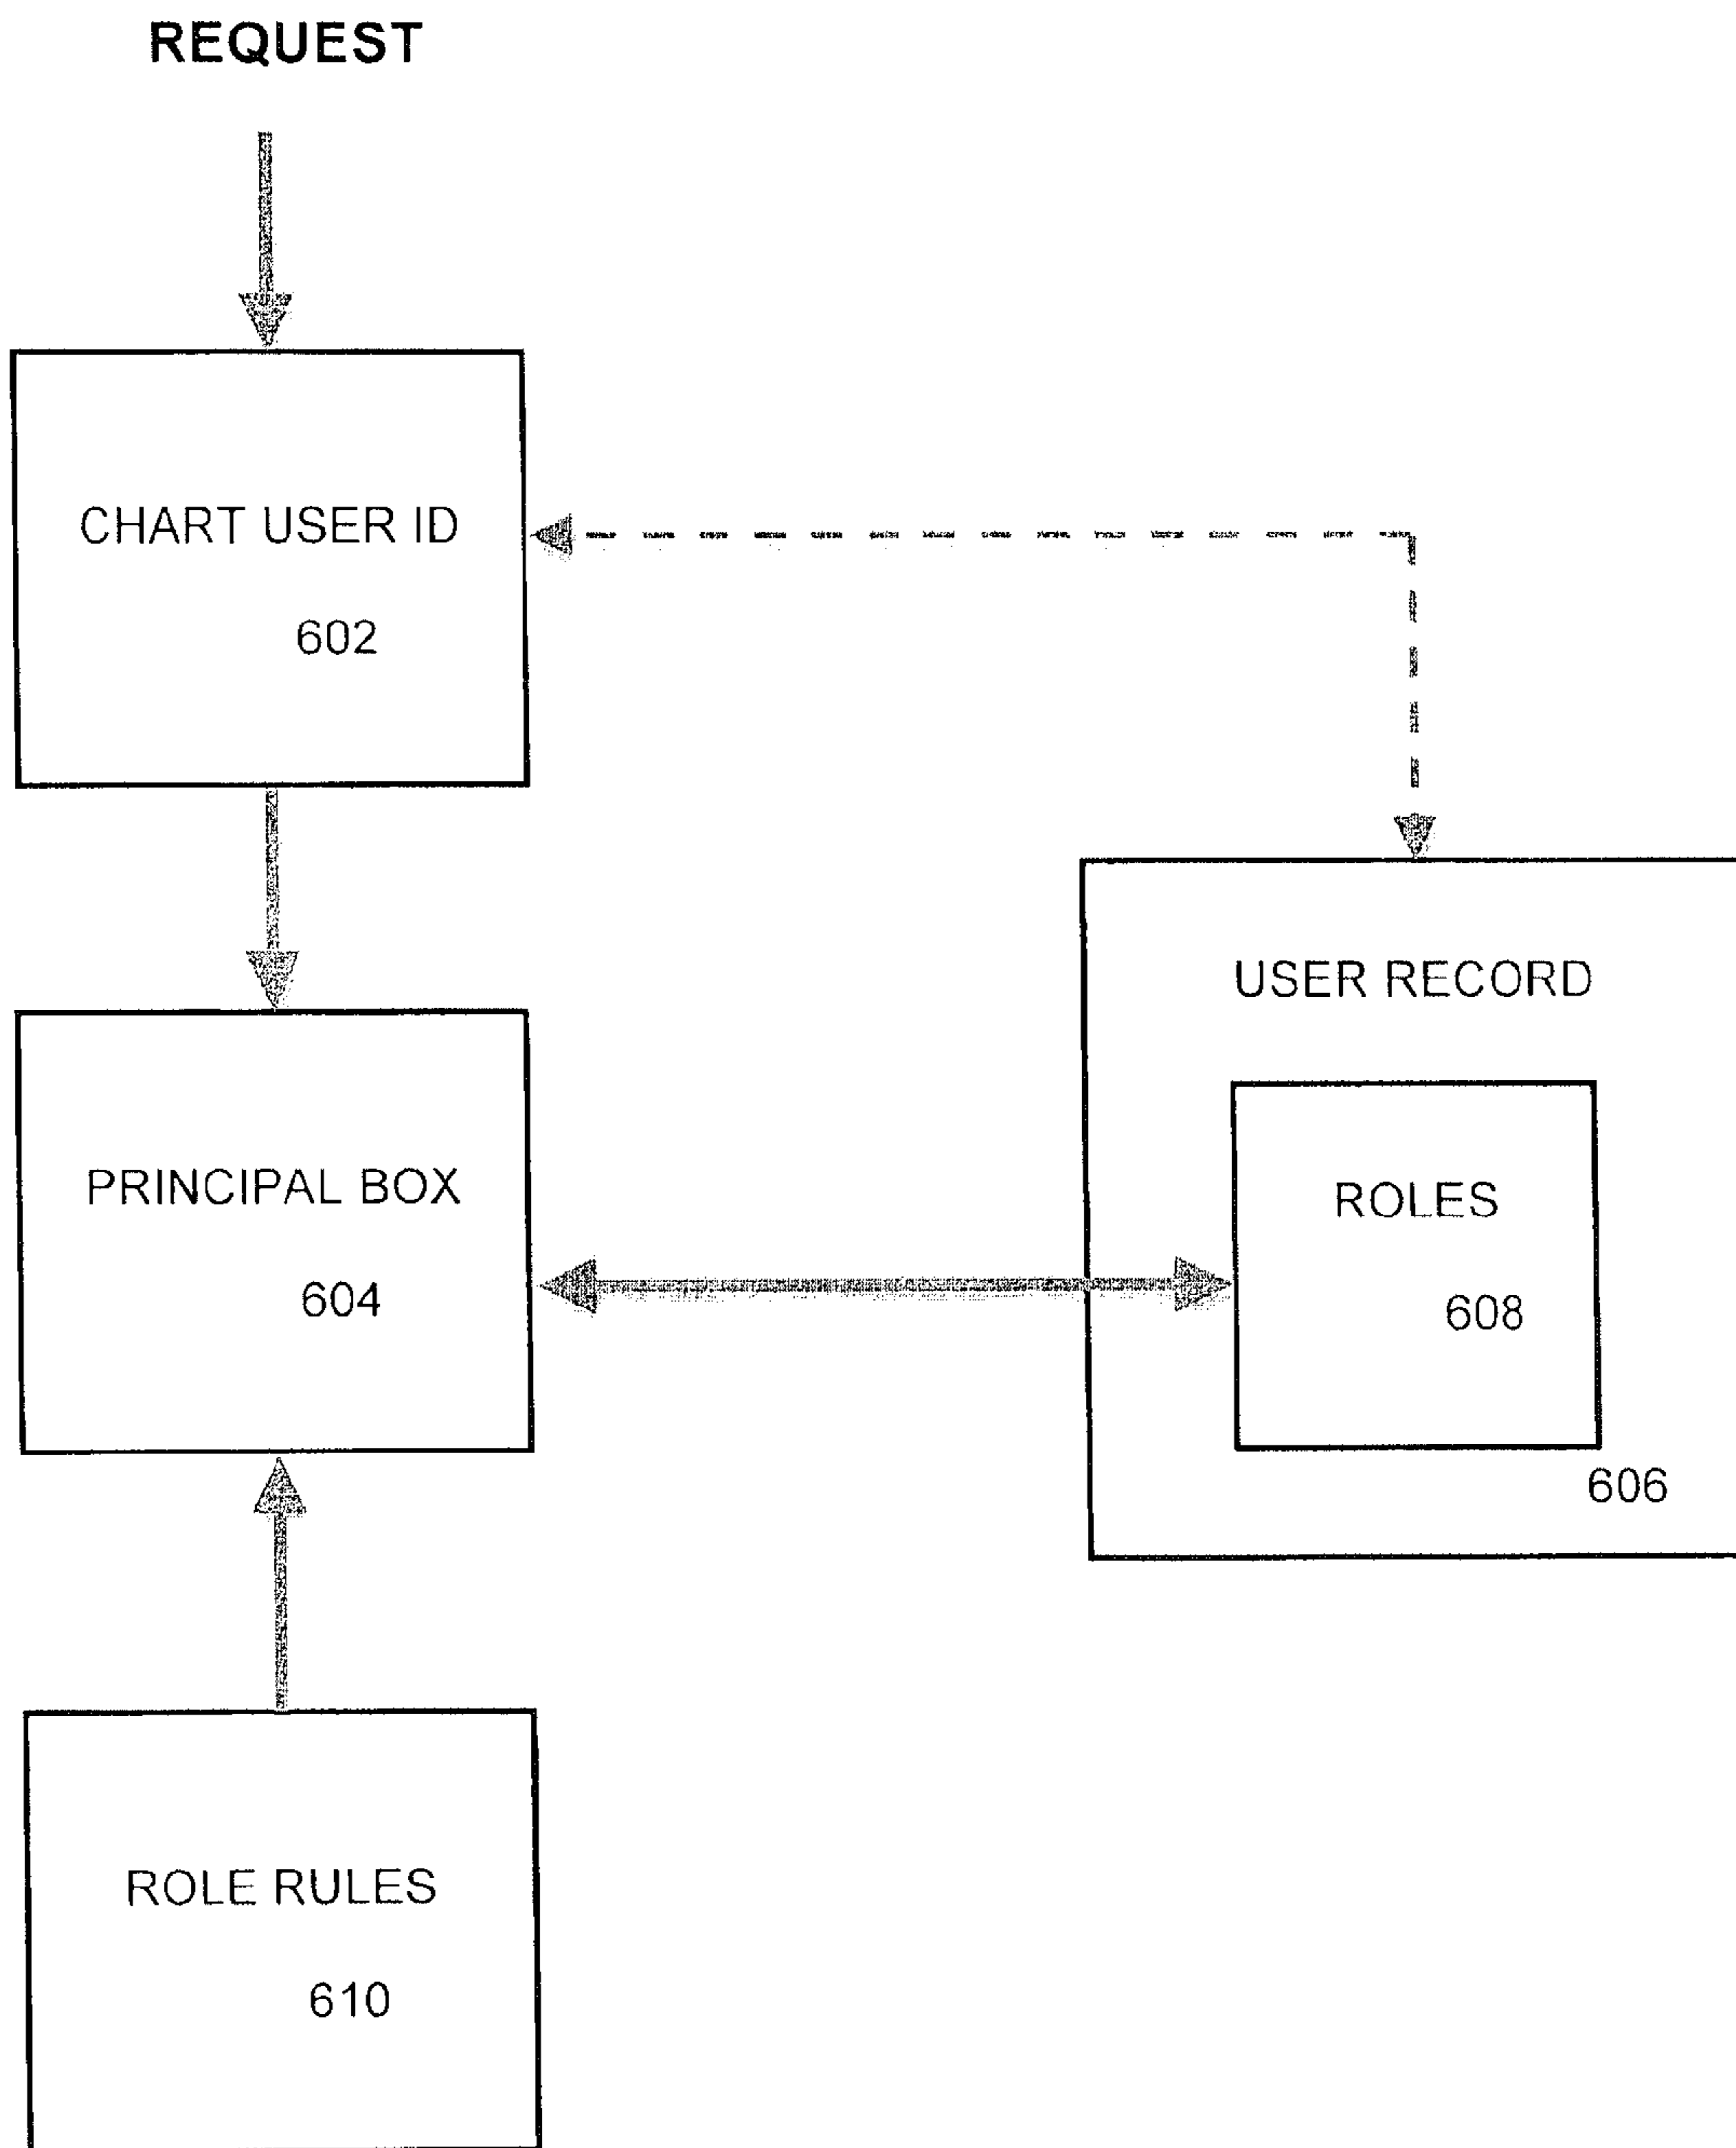 REQUEST
CHART USER ID
602
USER RECORD
PRINCIPAL BOX
604
ROLES
608
606
ROLE RULES
610